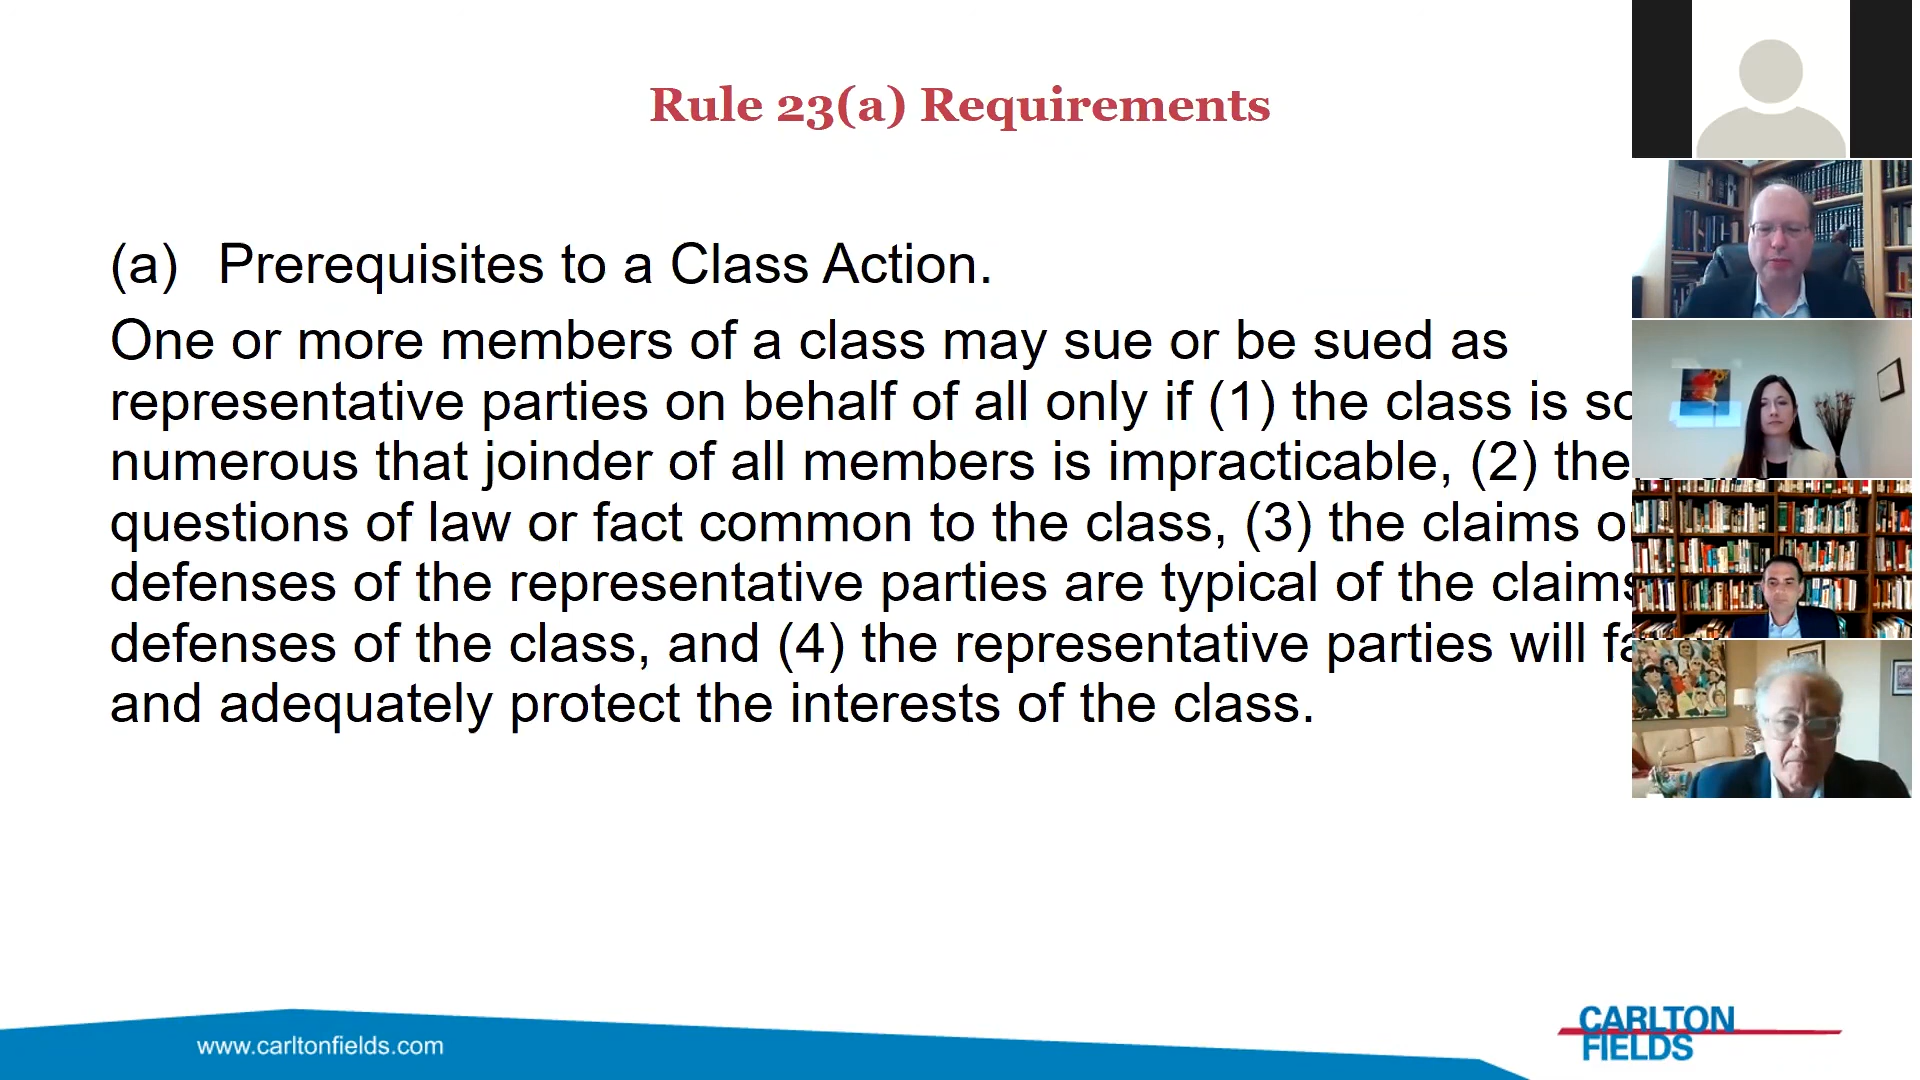 Rule 23(a) Requirements
(a) Prerequisites to a Class Action.
One or more members of a class may sue or be sued as
representative parties on behalf of all only if (1) the class is so
numerous that joinder of all members is impracticable, (2) the
questions of law or fact common to the class, (3) the claims
defenses of the representative parties are typical of the claims
defenses of the class, and (4) the representative parties will
and adequately protect the interests of the class.
www.carltonfields.com
CARLTON
FIELDS